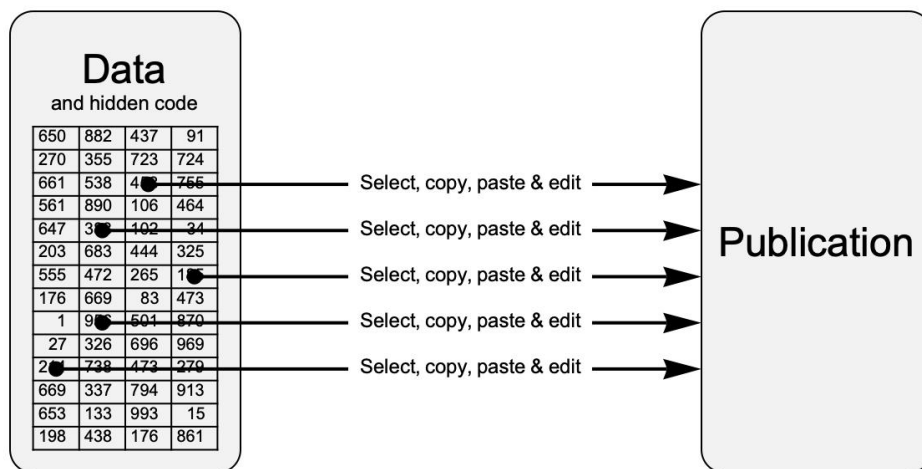 Data
and hidden code
650 882 437 91
270 355 723 724
661 538 755
561 890 106 464
647 102 34
203 683 444 325
555 472 265
176 669 83 473
1 501 870
27 326 696 969
738 473 279
669 337 794 913
653 133 993 15
198 438 176 861
Select, copy, paste & edit
Select, copy, paste & edit
Select, copy, paste & edit
Select, copy, paste & edit
Select, copy, paste & edit
Publication